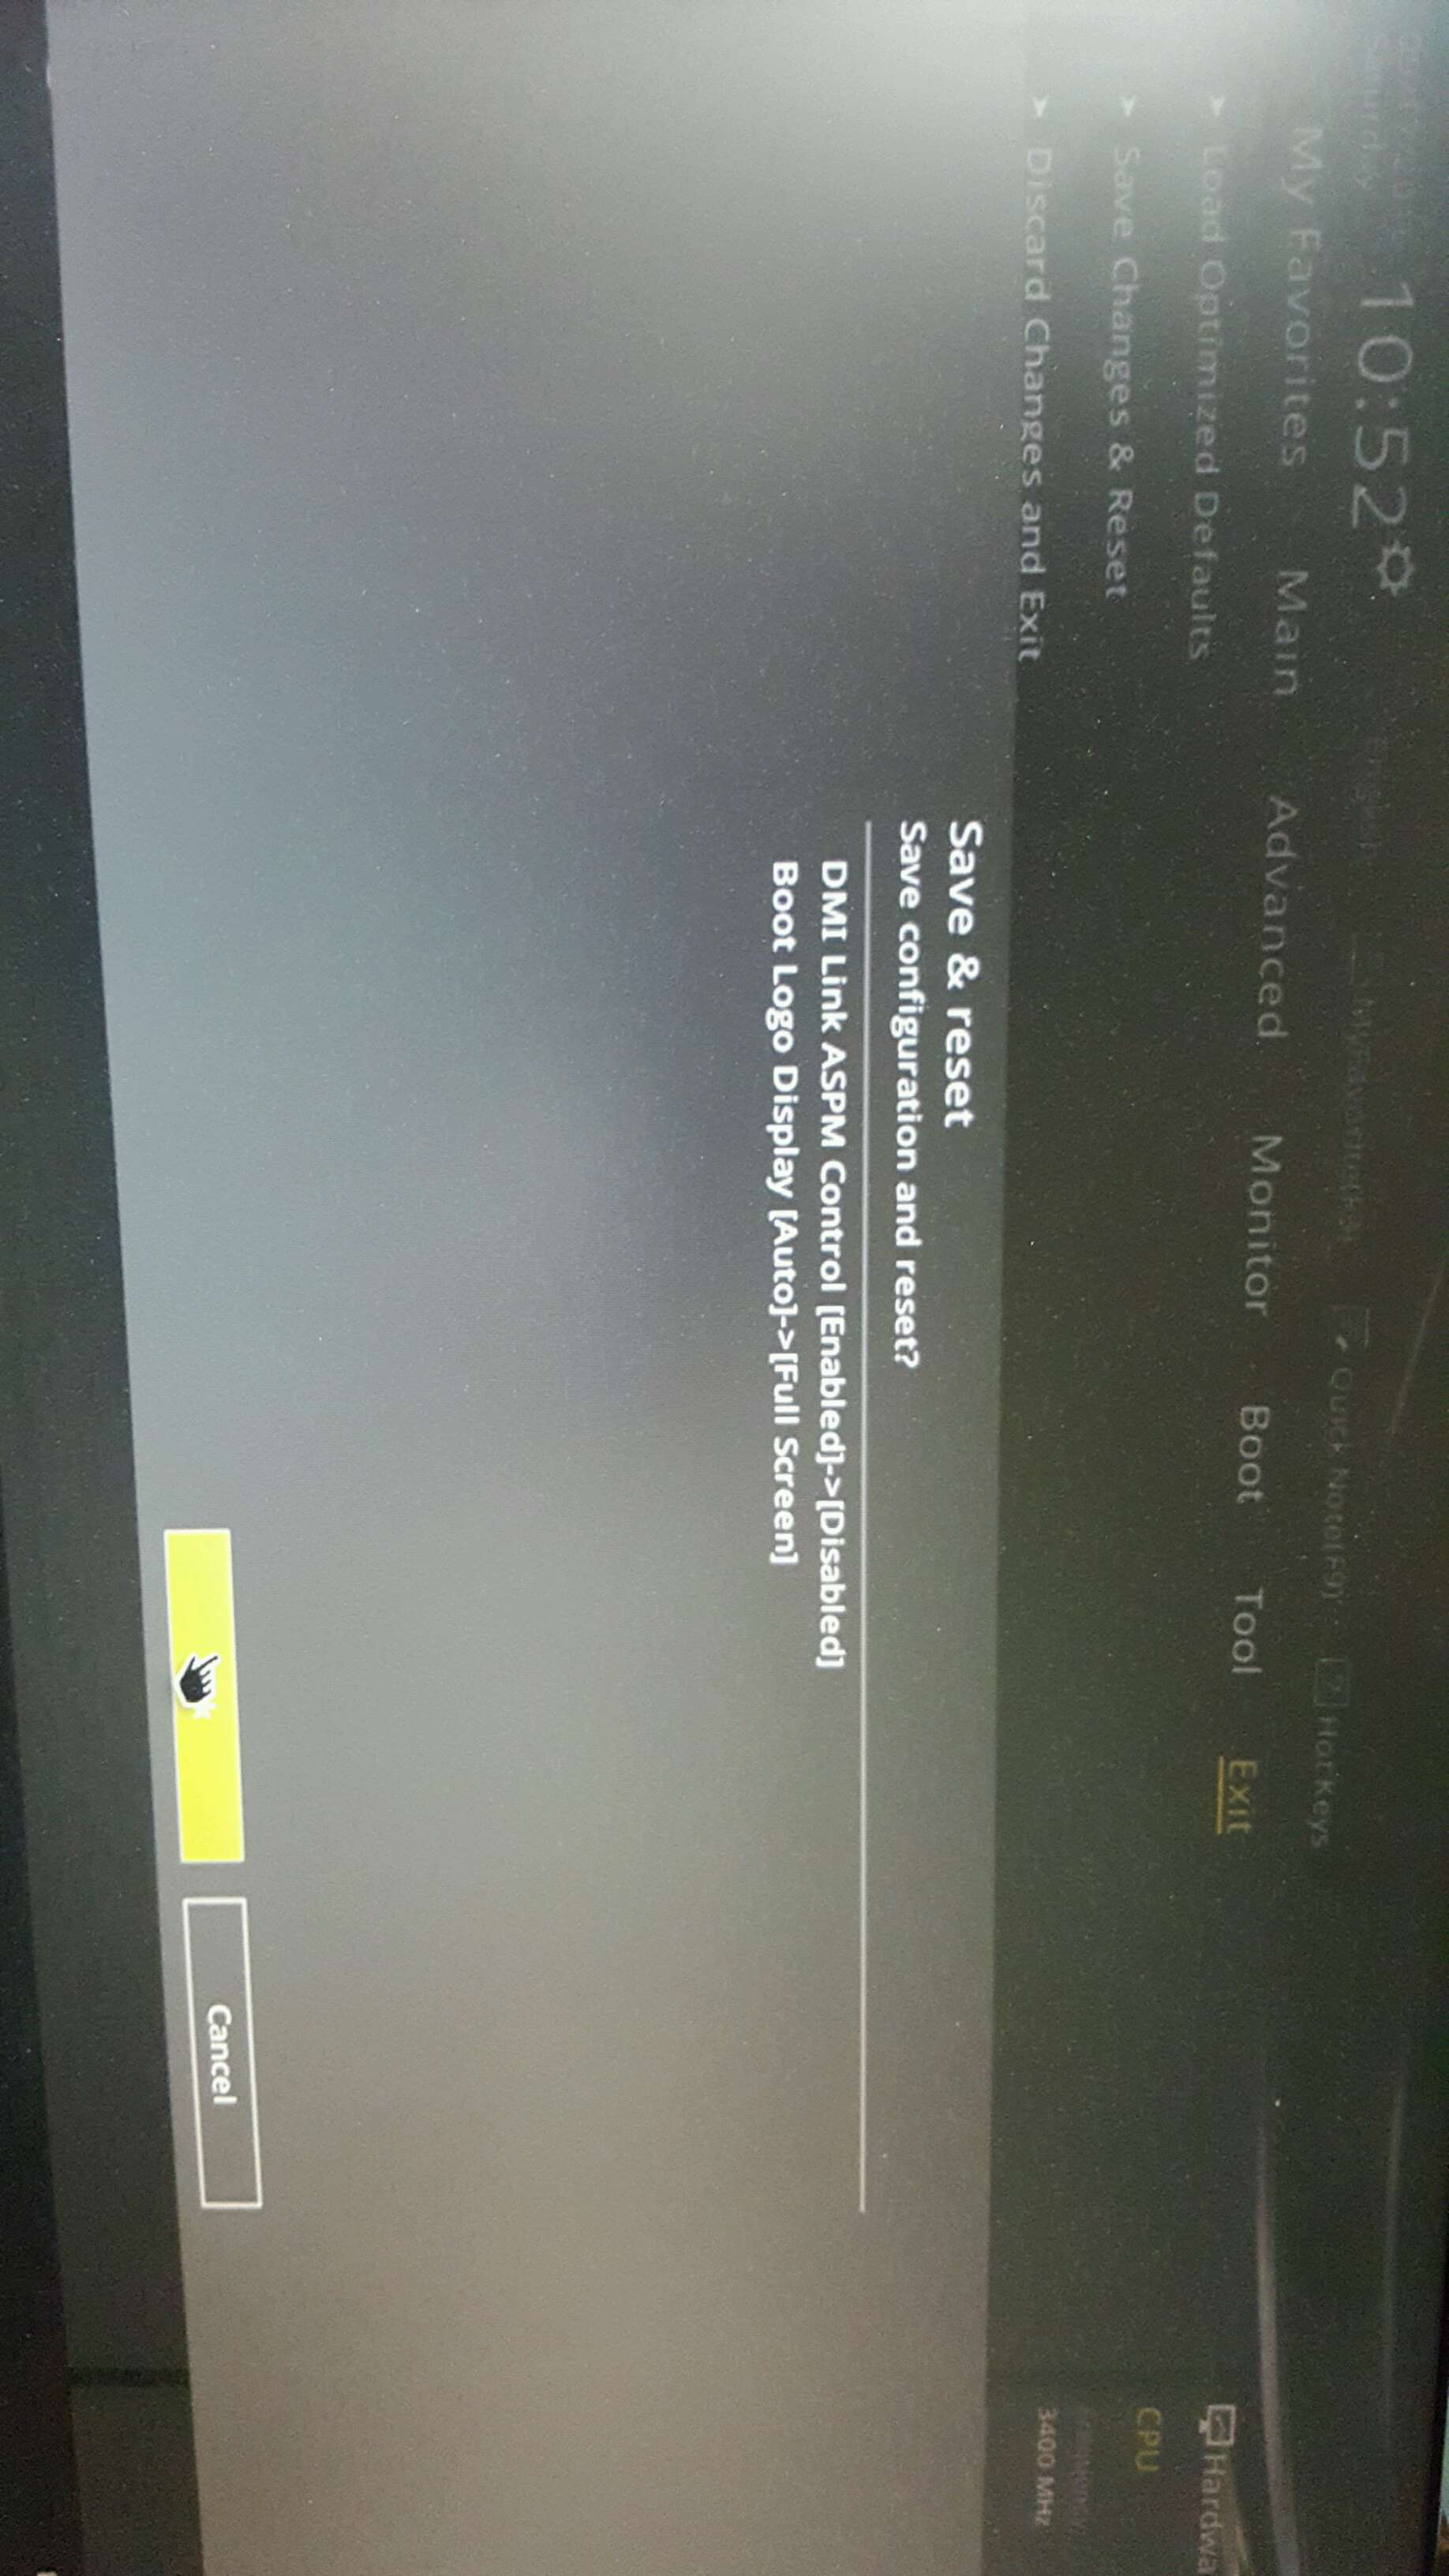 10:52
Quick Note(F9)
HotKeys
My Favorites Main Advanced Monitor Boot Tool Exit
Load Optimized Defaults
Save Changes & Reset
Discard Changes and Exit
Save & reset
Save configuration and reset?
DMI Link ASPM Control [Enabled]->[Disabled]
Boot Logo Display [Auto]->[Full Screen]
Cancel
CPU
3400 MHz